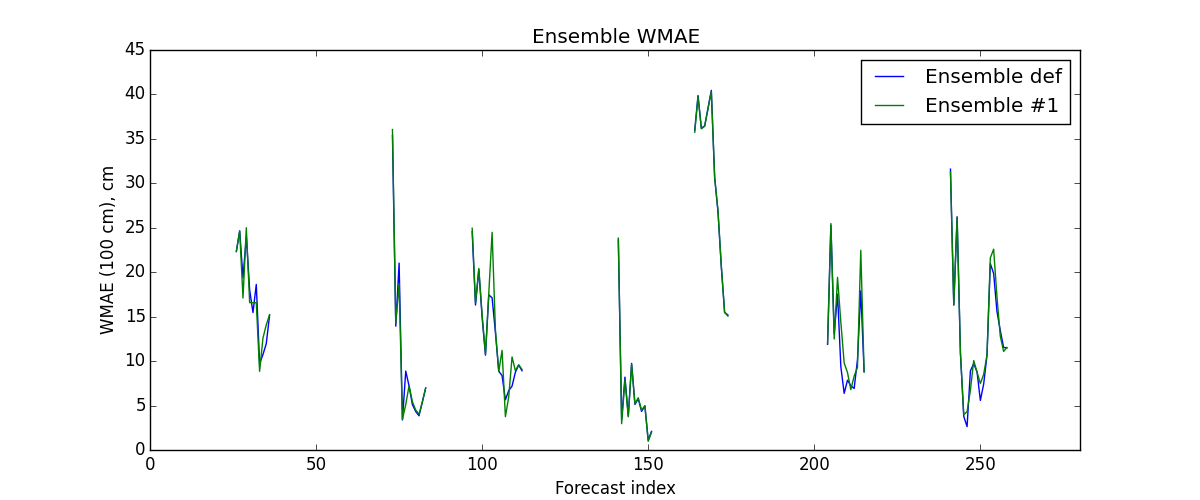 Ensemble WMAE
45
40
35
30
25
20
15
10
5
0
WMAE (100 cm), cm
Ensemble def
Ensemble #1
0 50 100 150 200 250
Forecast index